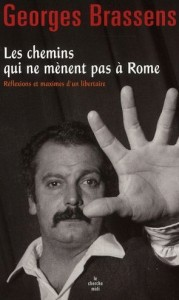 Georges Brassens
Les chemins
qui ne mènent pas à Rome
Réflexions et maximes d'un libertaire
le
cherche
midi